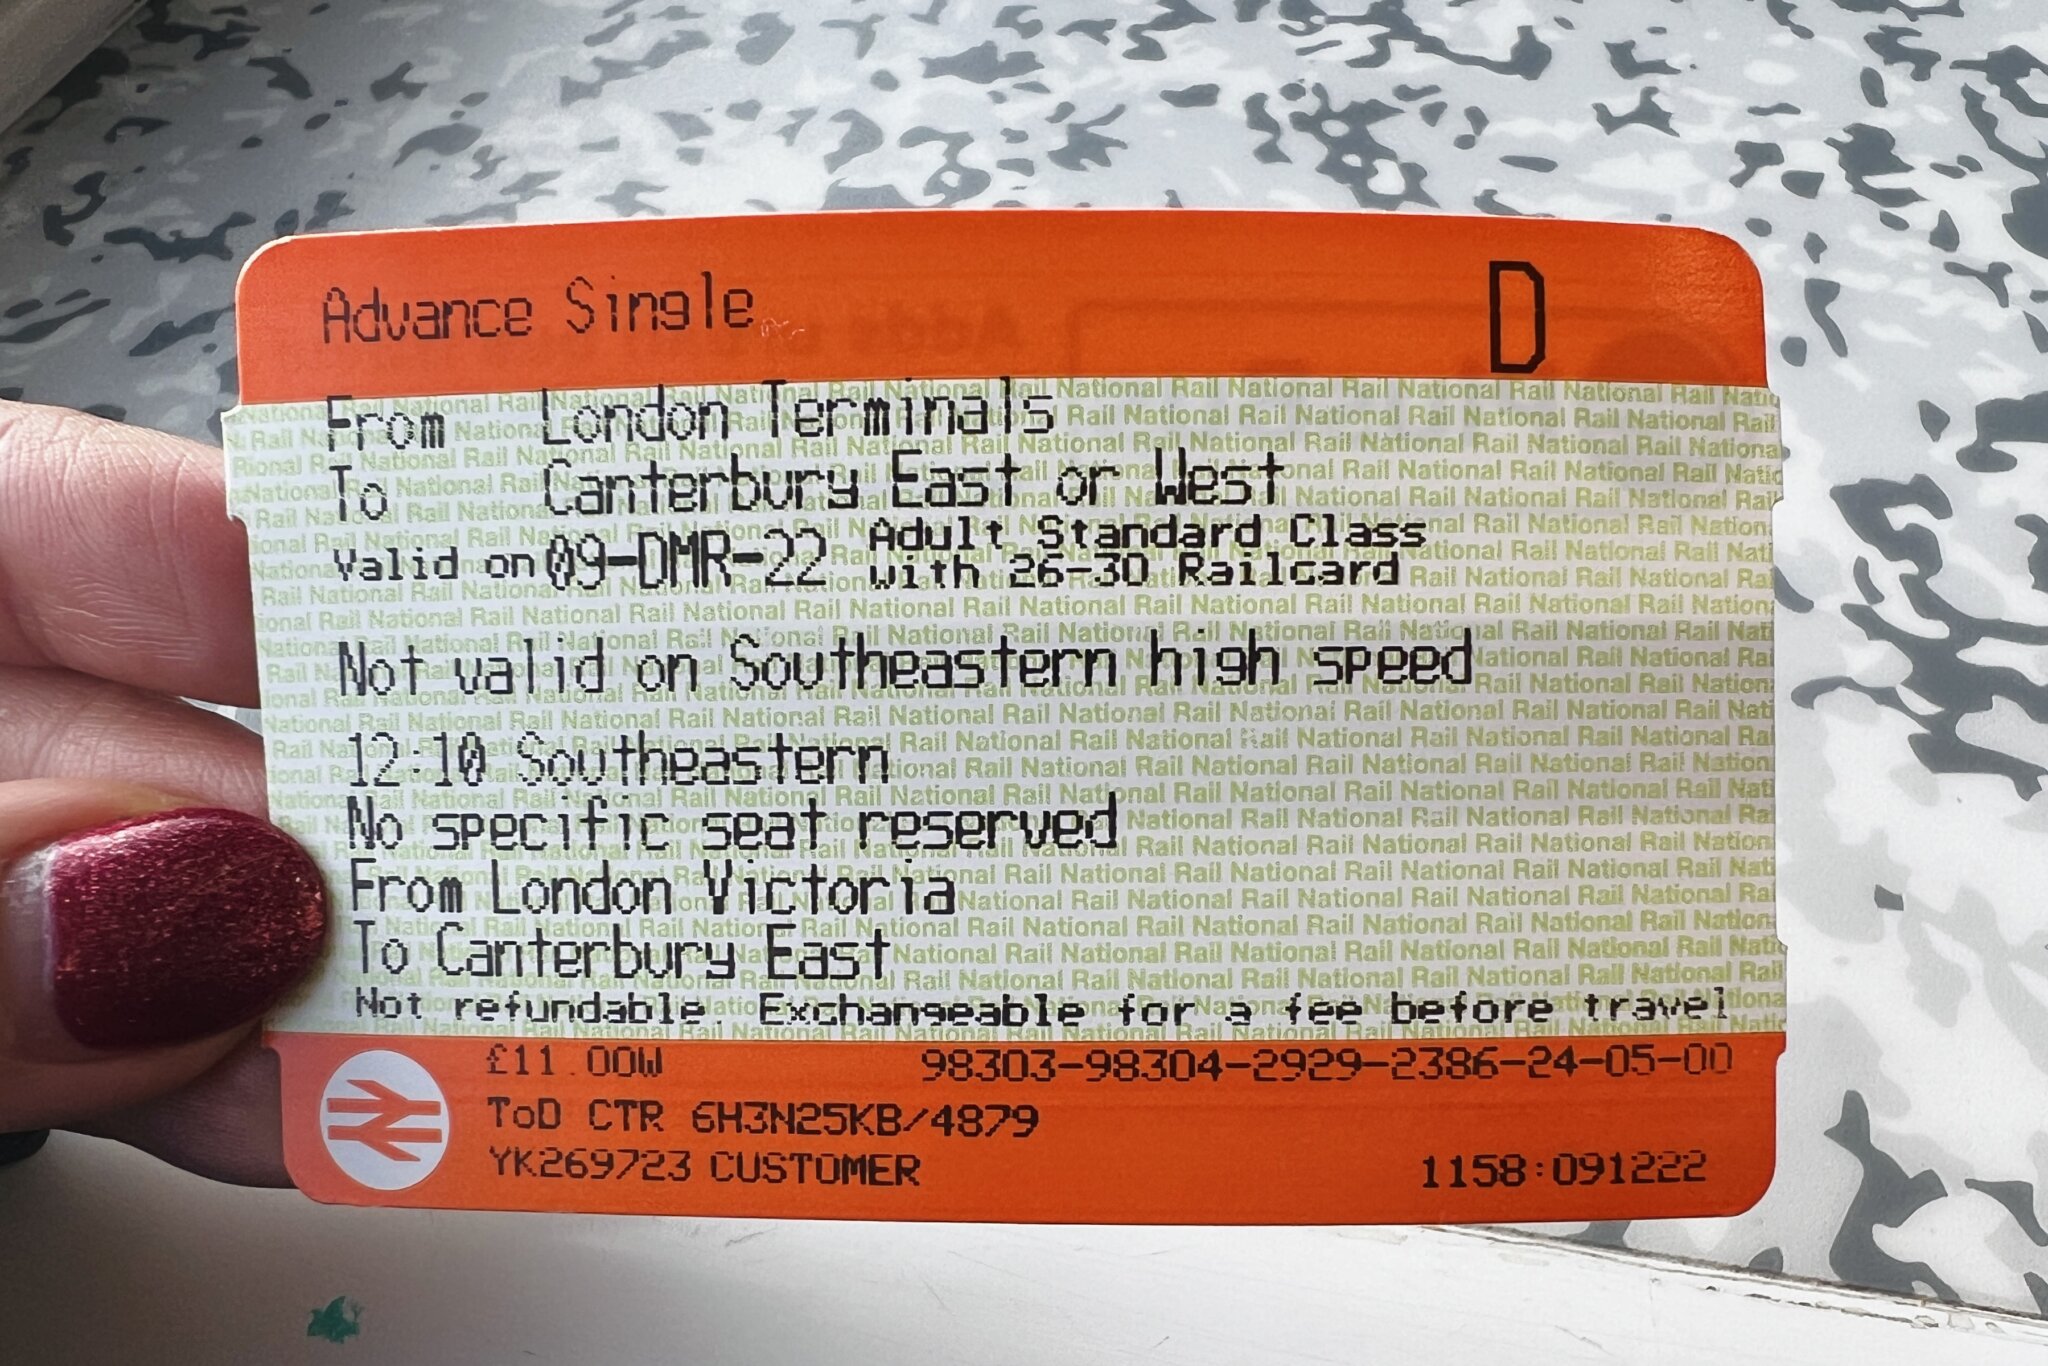 Advance Single
D
From London Terminals
To Canterbury East or West
Valid on 09-DMR-22 Adult Standard Class
with 26-30 Railcard
Not valid on Southeastern high speed
12:10 Southeastern
No specific seat reserved
From London Victoria
To Canterbury East
Not refundable. Exchangeable for a fee before travel
£11.00W 98303-98304-2929-2386-24-05-00
ToD CTR 6H3N25KB/4879
YK269723 CUSTOMER 1158:091222